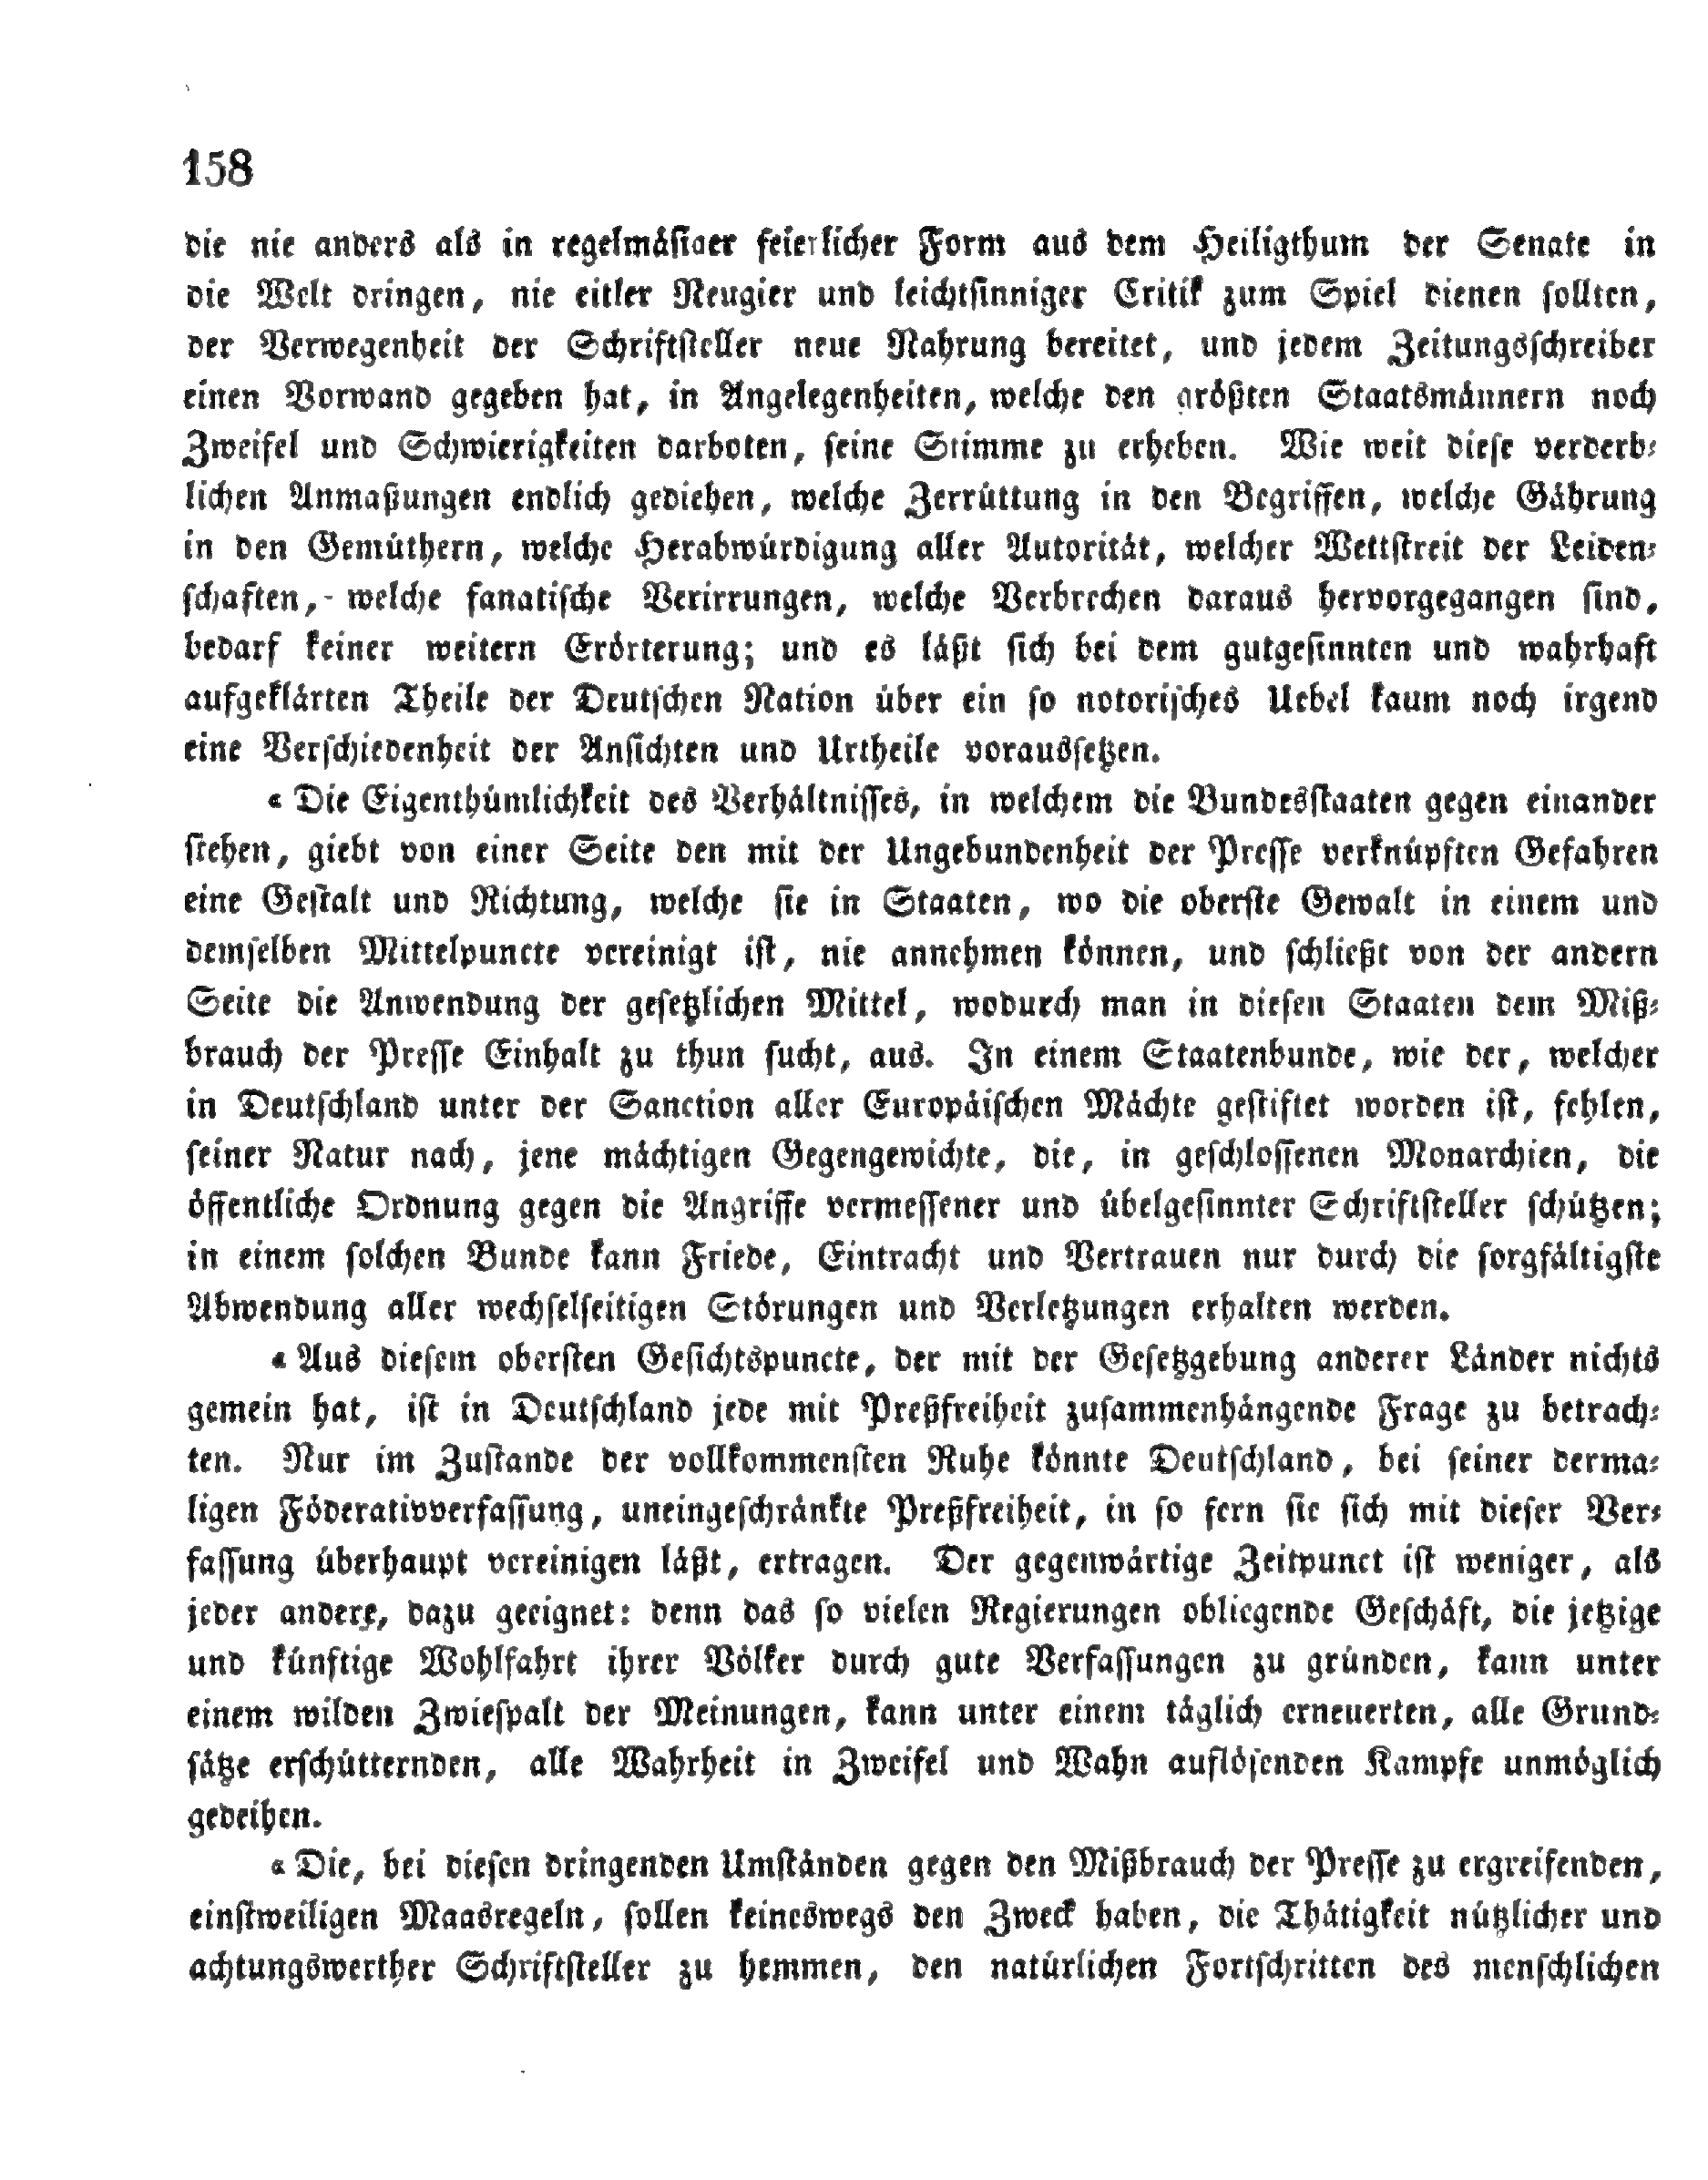 158
die nie anders als in regelmäsiger feierlicher Form aus dem Heiligthum der Senate in
die Welt dringen, nie eitler Neugier und leichtsinniger Critik zum Spiel dienen sollten,
der Verwegenheit der Schriftsteller neue Nahrung bereitet, und jedem Zeitungsschreiber
einen Vorwand gegeben hat, in Angelegenheiten, welche den größten Staatsmännern noch
Zweifel und Schwierigkeiten darboten, seine Stimme zu erheben. Wie weit diese verderb-
lichen Anmaßungen endlich gediehen, welche Zerrüttung in den Begriffen, welche Gährung
in den Gemüthern, welche Herabwürdigung aller Autorität, welcher Wettstreit der Leiden-
schaften, welche fanatische Verirrungen, welche Verbrechen daraus hervorgegangen sind,
bedarf keiner weitern Erörterung; und es läßt sich bei dem gutgesinnten und wahrhaft
aufgeklärten Theile der Deutschen Nation über ein so notorisches Uebel kaum noch irgend
eine Verschiedenheit der Ansichten und Urtheile voraussetzen.
« Die Eigenthümlichkeit des Verhältnisses, in welchem die Bundesstaaten gegen einander
stehen, giebt von einer Seite den mit der Ungebundenheit der Presse verknüpften Gefahren
eine Gestalt und Richtung, welche sie in Staaten, wo die oberste Gewalt in einem und
demselben Mittelpuncte vereinigt ist, nie annehmen können, und schließt von der andern
Seite die Anwendung der gesetzlichen Mittel, wodurch man in diesen Staaten dem Miß-
brauch der Presse Einhalt zu thun sucht, aus. In einem Staatenbunde, wie der, welcher
in Deutschland unter der Sanction aller Europäischen Mächte gestiftet worden ist, fehlen,
seiner Natur nach, jene mächtigen Gegengewichte, die, in geschlossenen Monarchien, die
öffentliche Ordnung gegen die Angriffe vermessener und übelgesinnter Schriftsteller schützen;
in einem solchen Bunde kann Friede, Eintracht und Vertrauen nur durch die sorgfältigste
Abwendung aller wechselseitigen Störungen und Verletzungen erhalten werden.
« Aus diesem obersten Gesichtspuncte, der mit der Gesetzgebung anderer Länder nichts
gemein hat, ist in Deutschland jede mit Preßfreiheit zusammenhängende Frage zu betrach-
ten. Nur im Zustande der vollkommensten Ruhe könnte Deutschland, bei seiner derma-
ligen Föderativverfassung, uneingeschränkte Preßfreiheit, in so fern sie sich mit dieser Ver-
fassung überhaupt vereinigen läßt, ertragen. Der gegenwärtige Zeitpunct ist weniger, als
jeder andere, dazu geeignet: denn das so vielen Regierungen obliegende Geschäft, die jetzige
und künftige Wohlfahrt ihrer Völker durch gute Verfassungen zu gründen, kann unter
einem wilden Zwiespalt der Meinungen, kann unter einem täglich erneuerten, alle Grund-
sätze erschütternden, alle Wahrheit in Zweifel und Wahn auflösenden Kampfe unmöglich
gedeihen.
« Die, bei diesen dringenden Umständen gegen den Mißbrauch der Presse zu ergreifenden,
einstweiligen Maasregeln, sollen keineswegs den Zweck haben, die Thätigkeit nützlicher und
achtungswerther Schriftsteller zu hemmen, den natürlichen Fortschritten des menschlichen